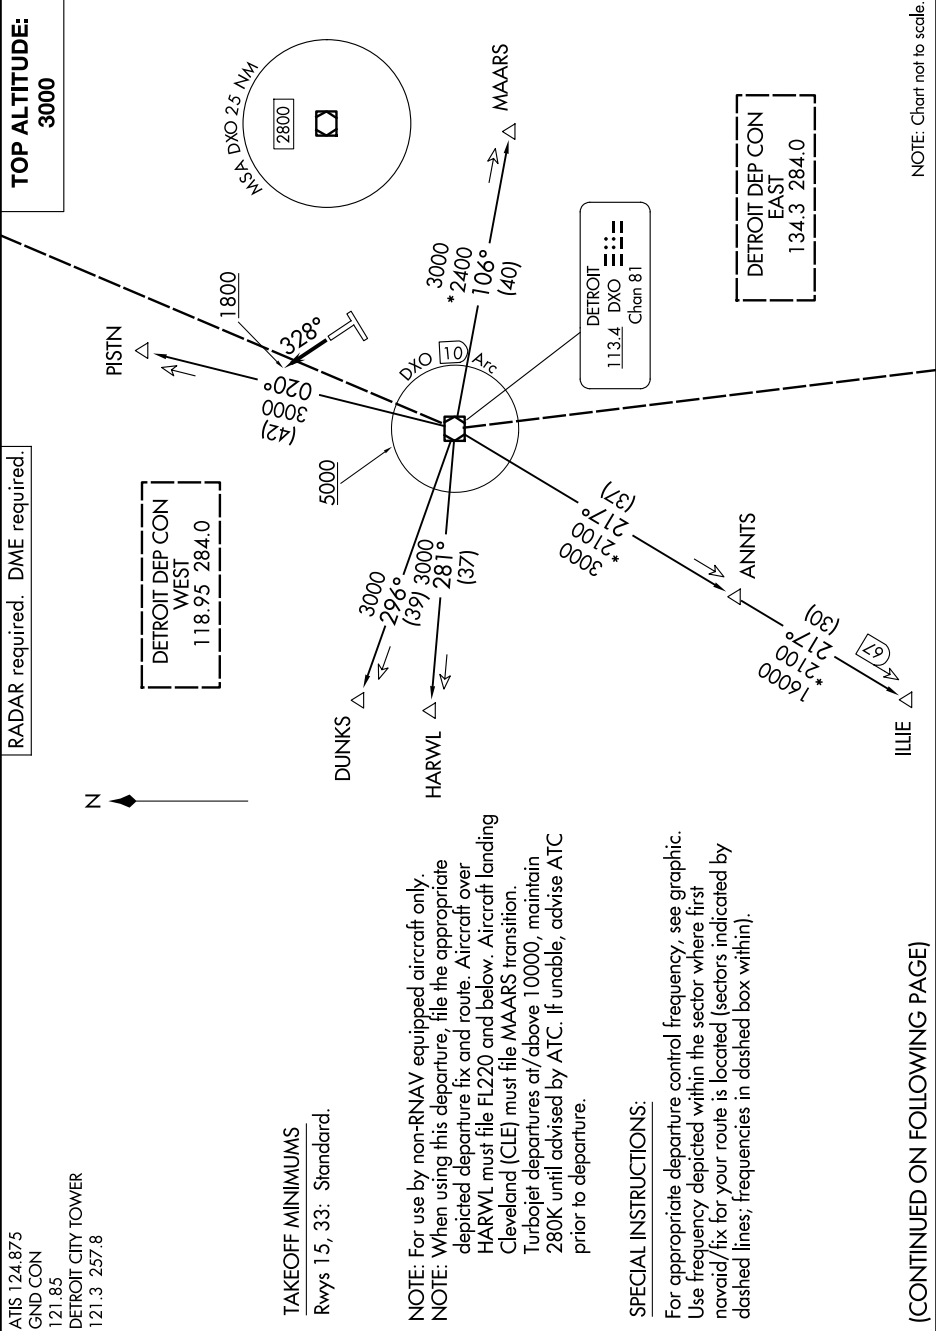 ATIS 124.875
GND CON
121.85
DETROIT CITY TOWER
121.3 257.8
RADAR required. DME required.
TOP ALTITUDE:
3000
TAKEOFF MINIMUMS
Rwys 15, 33: Standard.
NOTE: For use by non-RNAV equipped aircraft only.
NOTE: When using this departure, file the appropriate
depicted departure fix and route. Aircraft over
HARWL must file FL220 and below. Aircraft landing
Cleveland (CLE) must file MAARS transition.
Turbojet departures at/above 10000, maintain
280K until advised by ATC. If unable, advise ATC
prior to departure.
SPECIAL INSTRUCTIONS:
For appropriate departure control frequency, see graphic.
Use frequency depicted within the sector where first
navaid/fix for your route is located (sectors indicated by
dashed lines; frequencies in dashed box within).
(CONTINUED ON FOLLOWING PAGE)
N
DETROIT DEP CON
WEST
118.95 284.0
PISTN
020°
3000
(42)
1800
328°
MSA DXO 25 NM
2800
5000
DXO 10 Arc
3000
*2400
106°
(40)
MAARS
DUNKS
3000
296°
(39)
HARWL
3000
281°
(37)
DETROIT
113.4 DXO
Chan 81
(37)
217°
*2100
3000
ANNTS
(30)
217°
*2100
16000
67
ILLIE
DETROIT DEP CON
EAST
134.3 284.0
NOTE: Chart not to scale.